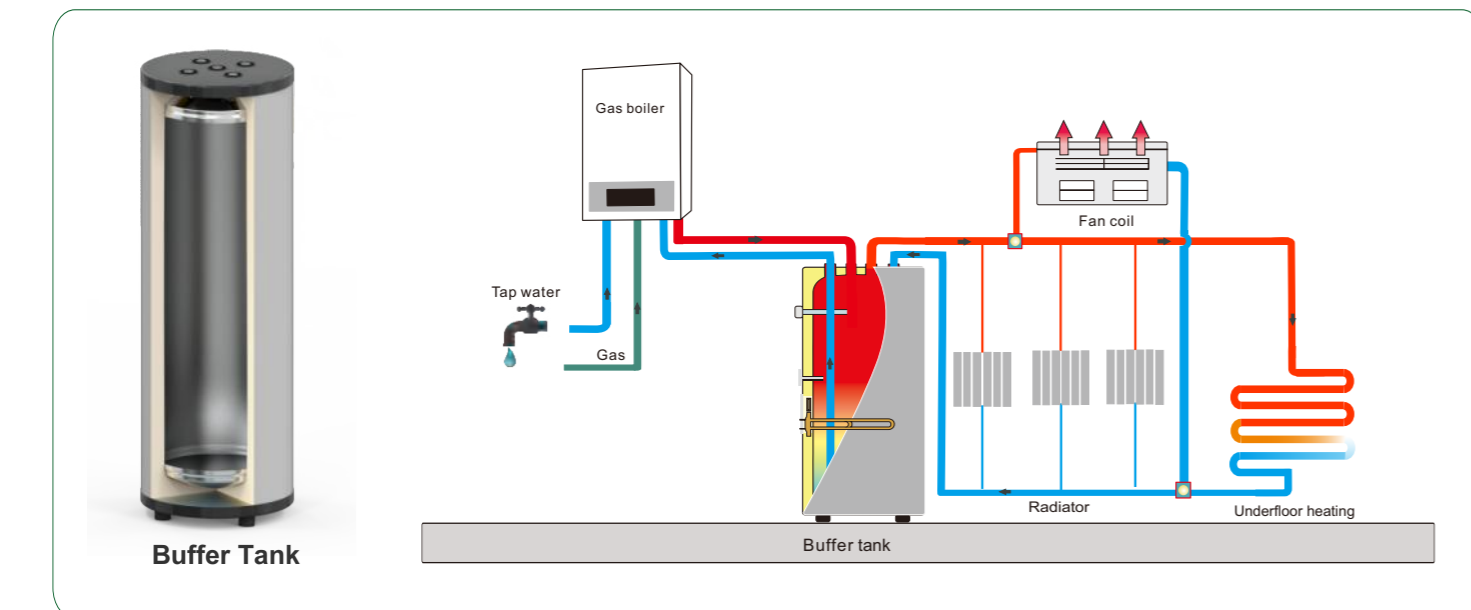 Gas boiler
Fan coil
Tap water
Gas
Radiator
Underfloor heating
Buffer tank
Buffer Tank